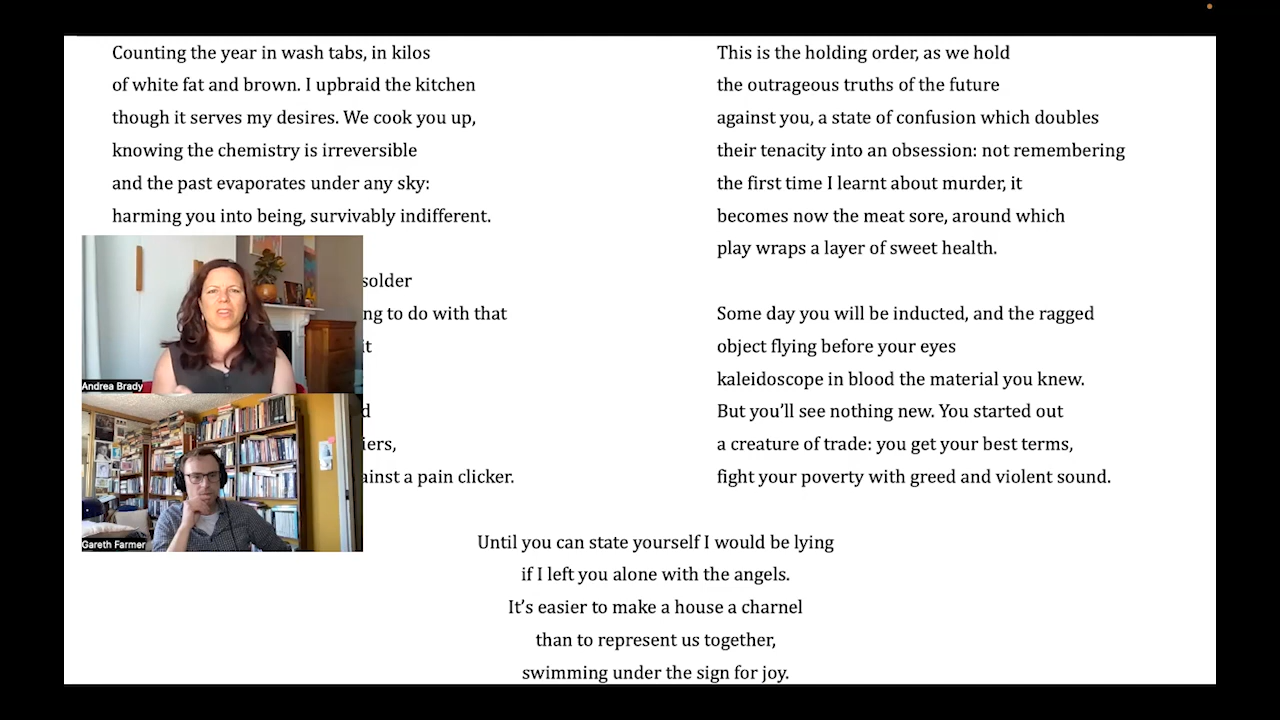 Counting the year in wash tabs, in kilos
of white fat and brown. I upbraid the kitchen
though it serves my desires. We cook you up,
knowing the chemistry is irreversible
and the past evaporates under any sky:
harming you into being, survivably indifferent.
solder
to do with that
against a pain clicker.
Andrea Brady
Gareth Farmer
This is the holding order, as we hold
the outrageous truths of the future
against you, a state of confusion which doubles
their tenacity into an obsession: not remembering
the first time I learnt about murder, it
becomes now the meat sore, around which
play wraps a layer of sweet health.
Some day you will be inducted, and the ragged
object flying before your eyes
kaleidoscope in blood the material you knew.
But you’ll see nothing new. You started out
a creature of trade: you get your best terms,
fight your poverty with greed and violent sound.
Until you can state yourself I would be lying
if I left you alone with the angels.
It’s easier to make a house a charnel
than to represent us together,
swimming under the sign for joy.